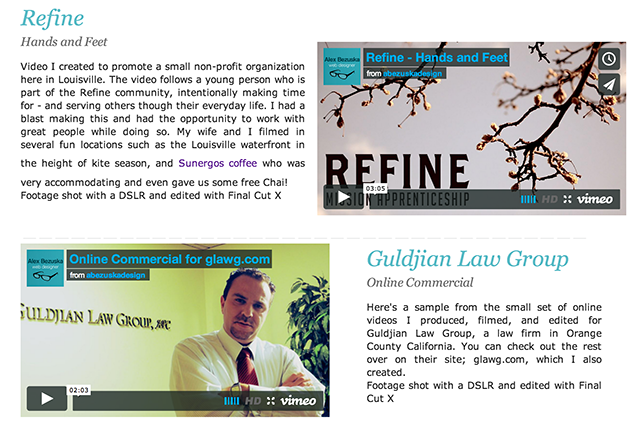 Refine
Hands and Feet
Video I created to promote a small non-profit organization
here in Louisville. The video follows a young person who is
part of the Refine community, intentionally making time
for - and serving others though their everyday life. I had a
blast making this and had the opportunity to work with
great people while doing so. My wife and I filmed in
several fun locations such as the Louisville waterfront in
the height of kite season, and Sunergos coffee who was
very accommodating and even gave us some free Chai!
Footage shot with a DSLR and edited with Final Cut X
Alex Bezuska
web designer
Refine - Hands and Feet
from abezuskadesign
REFINE
MISSION APPRENTICESHIP
03:05
HD vimeo
Alex Bezuska
web designer
Online Commercial for glawg.com
from abezuskadesign
GULDJIAN LAW GROUP, APC
02:03
HD vimeo
Guldjian Law Group
Online Commercial
Here's a sample from the small set of online
videos I produced, filmed, and edited for
Guldjian Law Group, a law firm in Orange
County California. You can check out the rest
over on their site; glawg.com, which I also
created.
Footage shot with a DSLR and edited with Final
Cut X